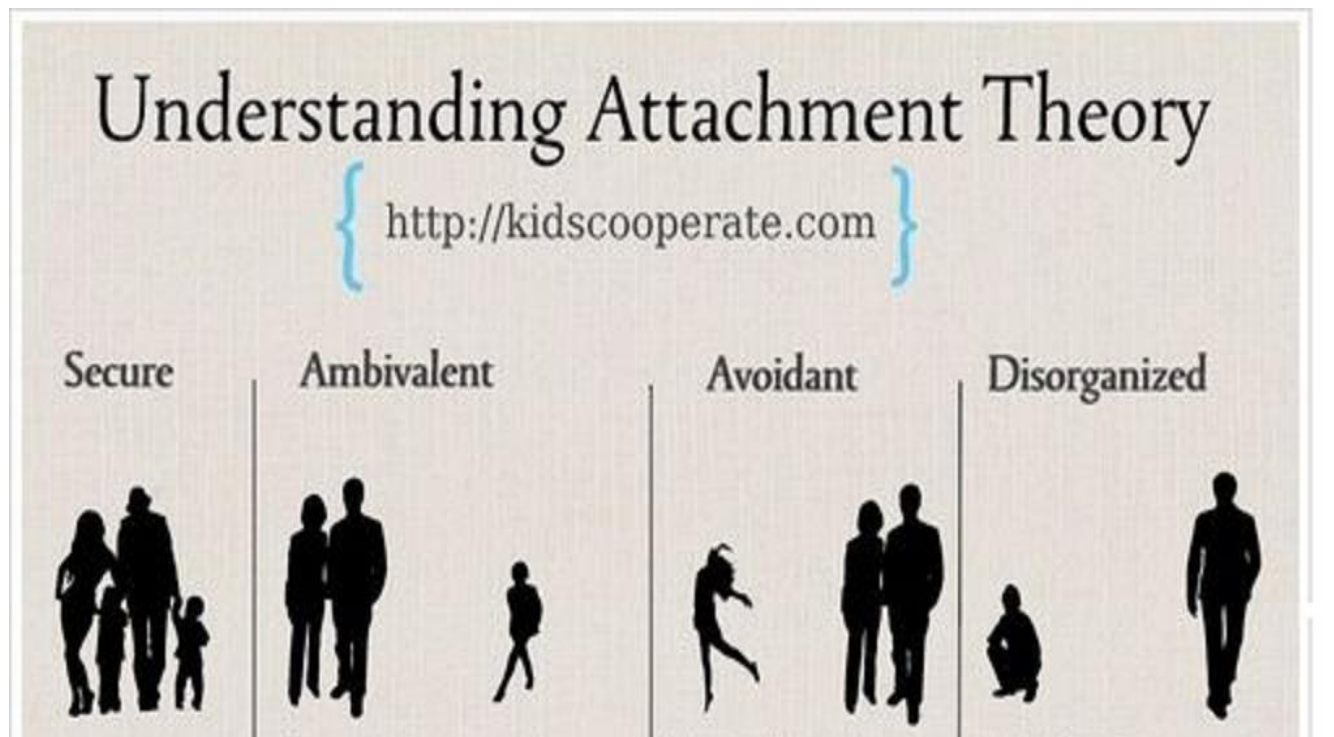 Understanding Attachment Theory
{ http://kidscooperate.com }
Secure Ambivalent Avoidant Disorganized